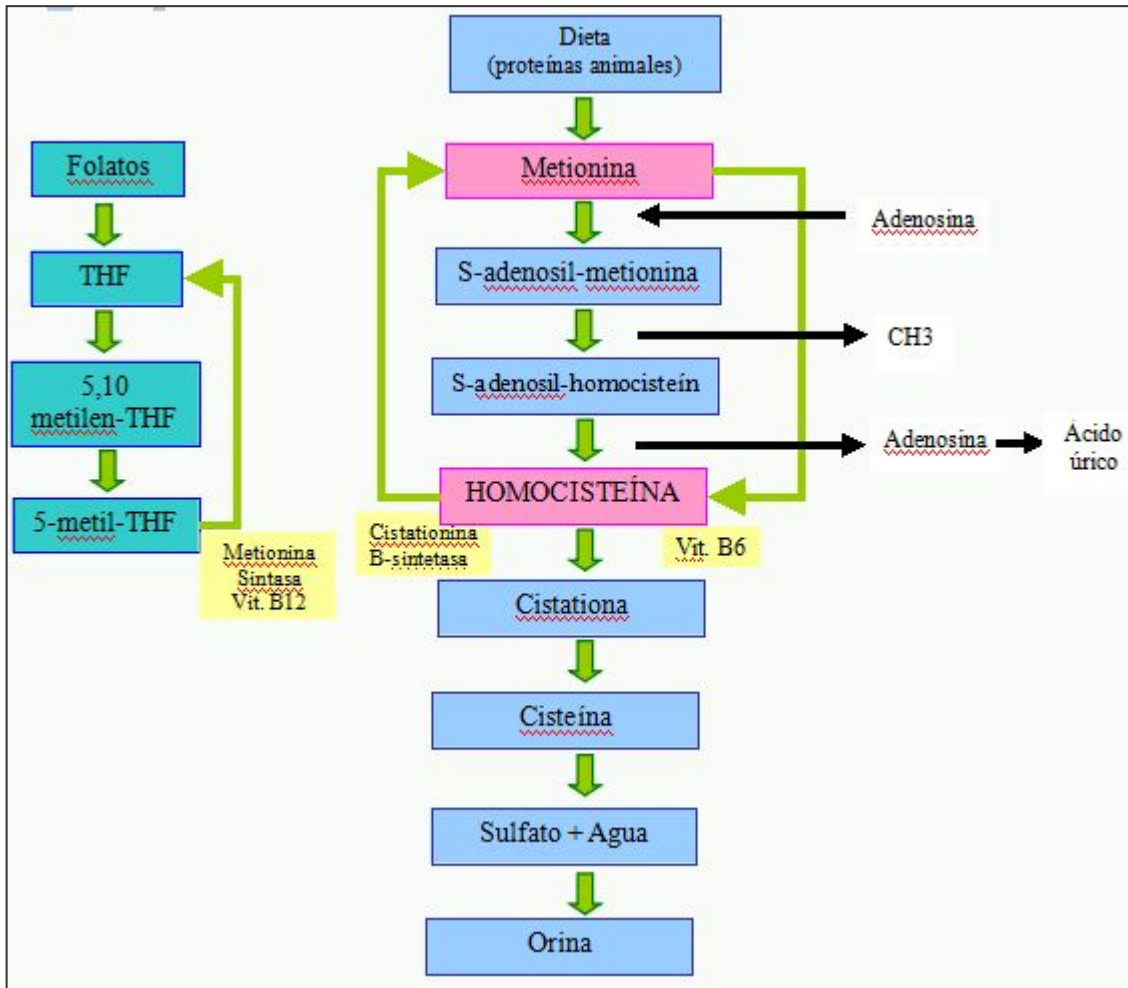 Dieta
(proteínas animales)
Folatos
Metionina
Adenosina
THF
S-adenosil-metionina
CH3
5,10
metilen-THF
S-adenosil-homocisteín
Adenosina
Ácido
úrico
5-metil-THF
HOMOCISTEÍNA
Metionina
Sintasa
Vit. B12
Cistationina
B-sintetasa
Vit. B6
Cistationa
Cisteína
Sulfato + Agua
Orina